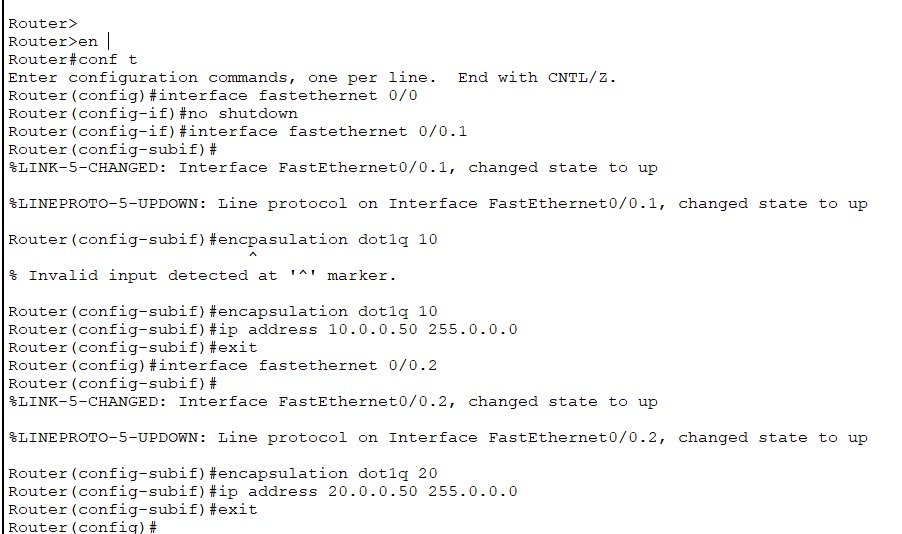 Router>
Router>en
Router#conf t
Enter configuration commands, one per line.  End with CNTL/Z.
Router(config)#interface fastethernet 0/0
Router(config-if)#no shutdown
Router(config-if)#interface fastethernet 0/0.1
Router(config-subif)#
%LINK-5-CHANGED: Interface FastEthernet0/0.1, changed state to up
%LINEPROTO-5-UPDOWN: Line protocol on Interface FastEthernet0/0.1, changed state to up
Router(config-subif)#encpasulation dot1q 10
^
% Invalid input detected at '^' marker.
Router(config-subif)#encapsulation dot1q 10
Router(config-subif)#ip address 10.0.0.50 255.0.0.0
Router(config-subif)#exit
Router(config)#interface fastethernet 0/0.2
Router(config-subif)#
%LINK-5-CHANGED: Interface FastEthernet0/0.2, changed state to up
%LINEPROTO-5-UPDOWN: Line protocol on Interface FastEthernet0/0.2, changed state to up
Router(config-subif)#encapsulation dot1q 20
Router(config-subif)#ip address 20.0.0.50 255.0.0.0
Router(config-subif)#exit
Router(config)#